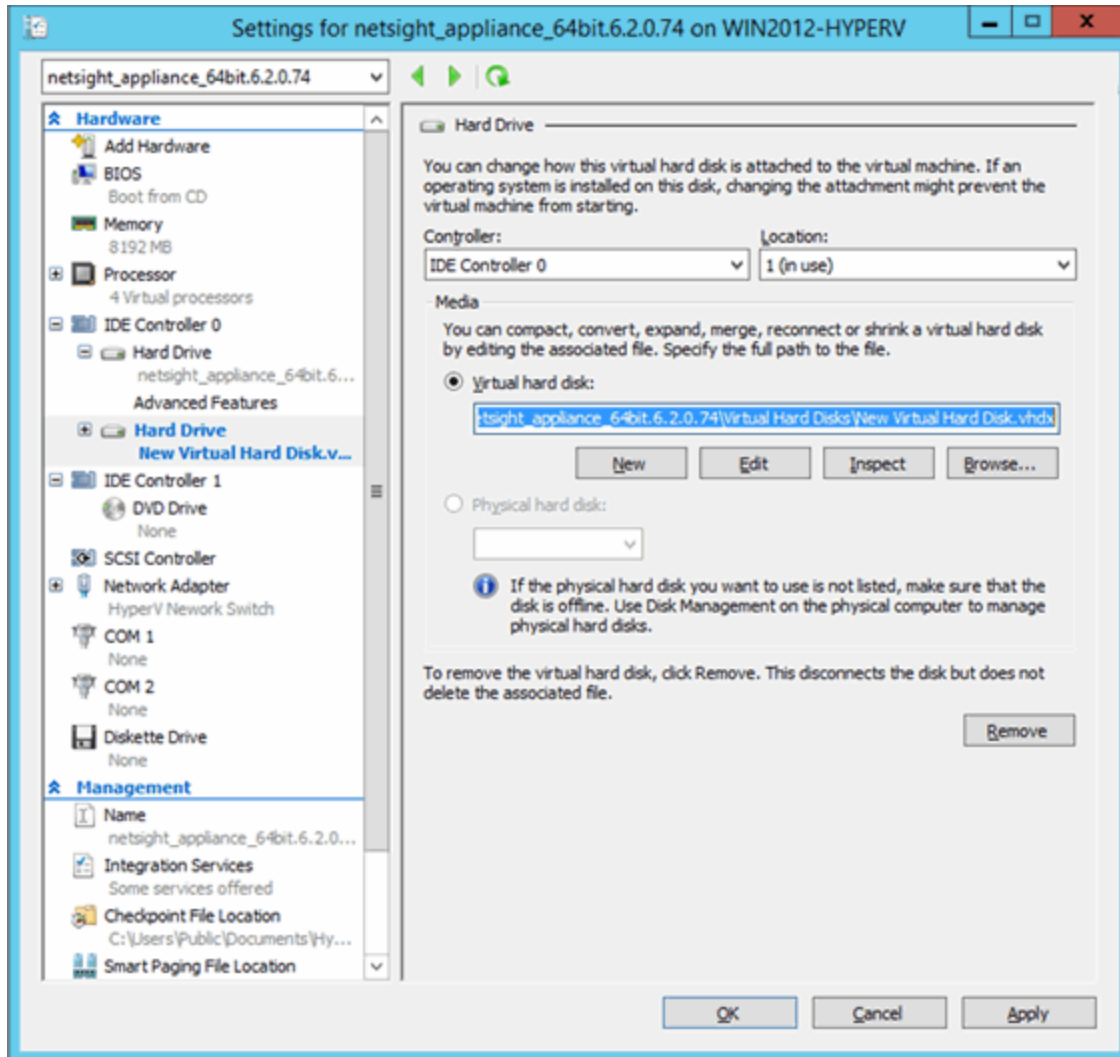 Settings for netsight_appliance_64bit.6.2.0.74 on WIN2012-HYPERV
netsight_appliance_64bit.6.2.0.74
Hardware
Add Hardware
BIOS
Boot from CD
Memory
8192 MB
Processor
4 Virtual processors
IDE Controller 0
Hard Drive
netsight_appliance_64bit.6...
Advanced Features
Hard Drive
New Virtual Hard Disk.v...
IDE Controller 1
DVD Drive
None
SCSI Controller
Network Adapter
HyperV Nework Switch
COM 1
None
COM 2
None
Diskette Drive
None
Management
Name
netsight_appliance_64bit.6.2.0...
Integration Services
Some services offered
Checkpoint File Location
C:\Users\Public\Documents\Hy...
Smart Paging File Location
Hard Drive
You can change how this virtual hard disk is attached to the virtual machine. If an
operating system is installed on this disk, changing the attachment might prevent the
virtual machine from starting.
Controller:
Location:
IDE Controller 0
1 (in use)
Media
You can compact, convert, expand, merge, reconnect or shrink a virtual hard disk
by editing the associated file. Specify the full path to the file.
Virtual hard disk:
etsight_appliance_64bit.6.2.0.74\Virtual Hard Disks\New Virtual Hard Disk.vhdx
New
Edit
Inspect
Browse...
Physical hard disk:
If the physical hard disk you want to use is not listed, make sure that the
disk is offline. Use Disk Management on the physical computer to manage
physical hard disks.
To remove the virtual hard disk, click Remove. This disconnects the disk but does not
delete the associated file.
Remove
OK
Cancel
Apply